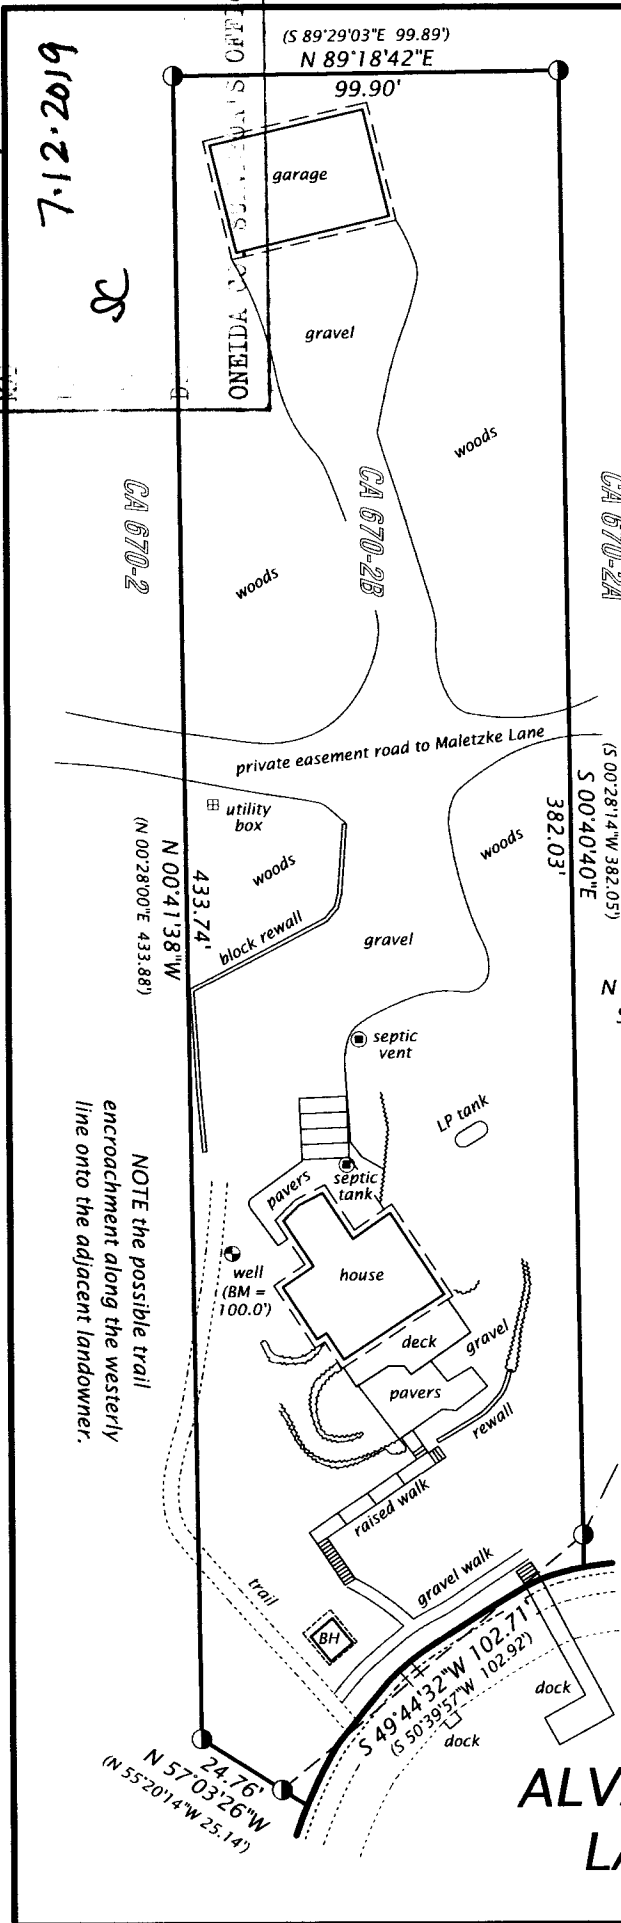 (S 89°29'03"E 99.89')
N 89°18'42"E
99.90'
7.12.2019
garage
ONEIDA
gravel
woods
CA 670-2
CA 670-2B
CA 670-2A
woods
private easement road to Maletzke Lane
(S 00°28'14"W 382.05')
S 00°40'40"E
382.03'
utility
box
woods
woods
433.74'
N 00°41'38"W
(N 00°28'00"E 433.88')
block rewall
gravel
N
septic
vent
LP tank
NOTE the possible trail
encroachment along the westerly
line onto the adjacent landowner.
pavers
septic
tank
well
(BM =
100.0')
house
deck
gravel
pavers
rewall
raised walk
gravel walk
trail
BH
S 49°44'32"W 102.71'
(S 50°39'57"W 102.92')
dock
dock
24.76'
N 57°03'26"W
(N 55°20'14"W 25.14')
ALV
LA